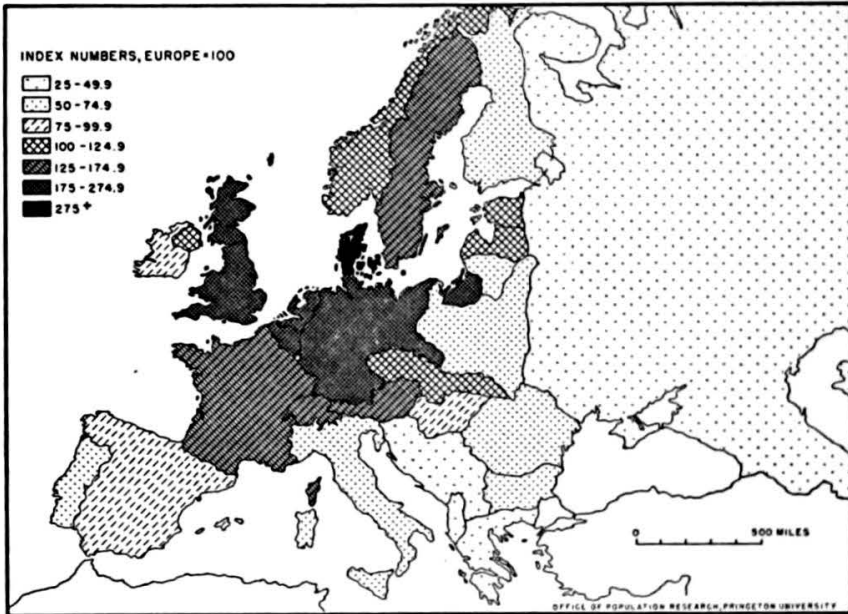 INDEX NUMBERS, EUROPE=100
25-49.9
50-74.9
75-99.9
100-124.9
125-174.9
175-274.9
275+
0 500 MILES
OFFICE OF POPULATION RESEARCH, PRINCETON UNIVERSITY